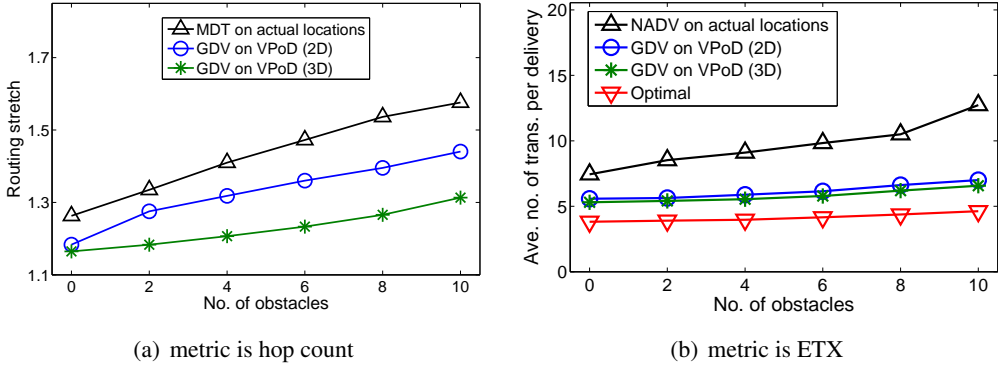 Routing stretch
1.7
1.5
1.3
1.1
MDT on actual locations
GDV on VPoD (2D)
GDV on VPoD (3D)
0 2 4 6 8 10
No. of obstacles
(a) metric is hop count
Ave. no. of trans. per delivery
20
15
10
5
0
NADV on actual locations
GDV on VPoD (2D)
GDV on VPoD (3D)
Optimal
0 2 4 6 8 10
No. of obstacles
(b) metric is ETX